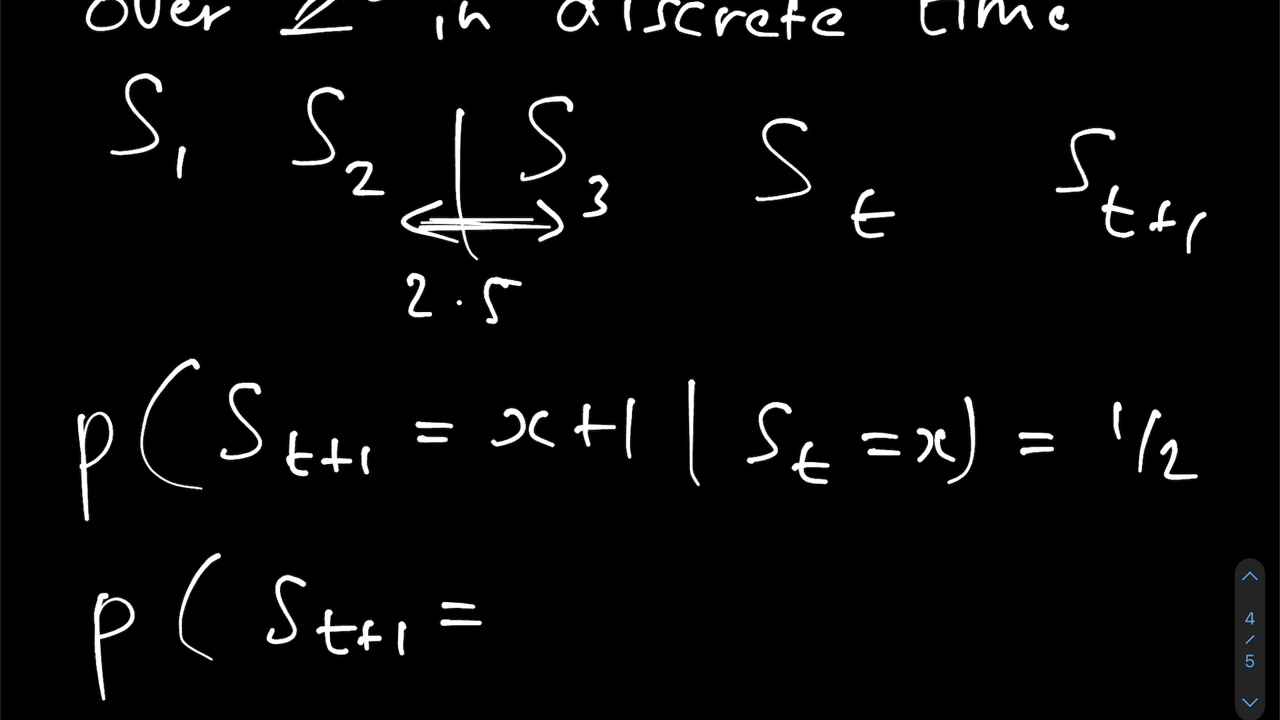 over Z in discrete time
S₁ S₂ | S₃ Sₜ Sₜ₊₁
2.5
p(Sₜ₊₁ = x+1 | Sₜ = x) = 1/2
p(Sₜ₊₁ =
4
/
5